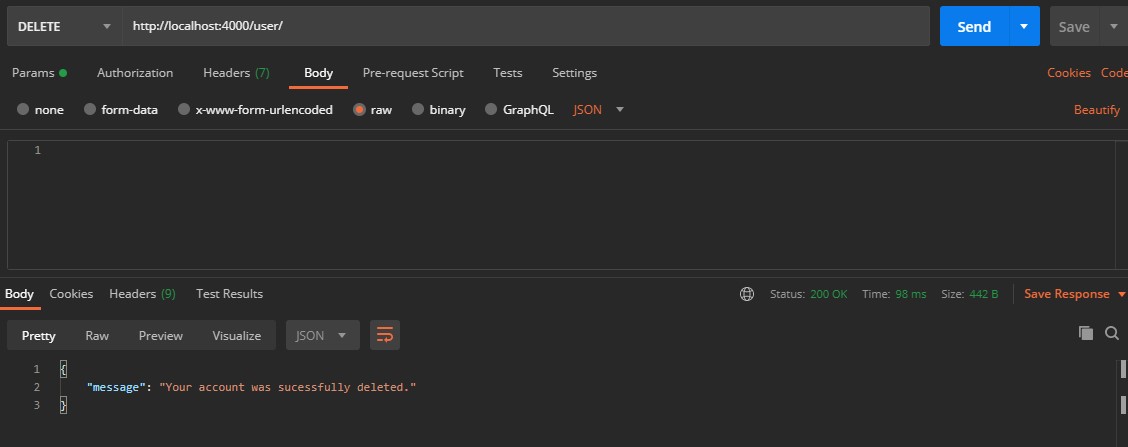 DELETE http://localhost:4000/user/ Send Save
Params Authorization Headers (7) Body Pre-request Script Tests Settings Cookies Code
none form-data x-www-form-urlencoded raw binary GraphQL JSON Beautify
1
Body Cookies Headers (9) Test Results Status: 200 OK Time: 98 ms Size: 442 B Save Response
Pretty Raw Preview Visualize JSON
1 {
2 "message": "Your account was sucessfully deleted."
3 }